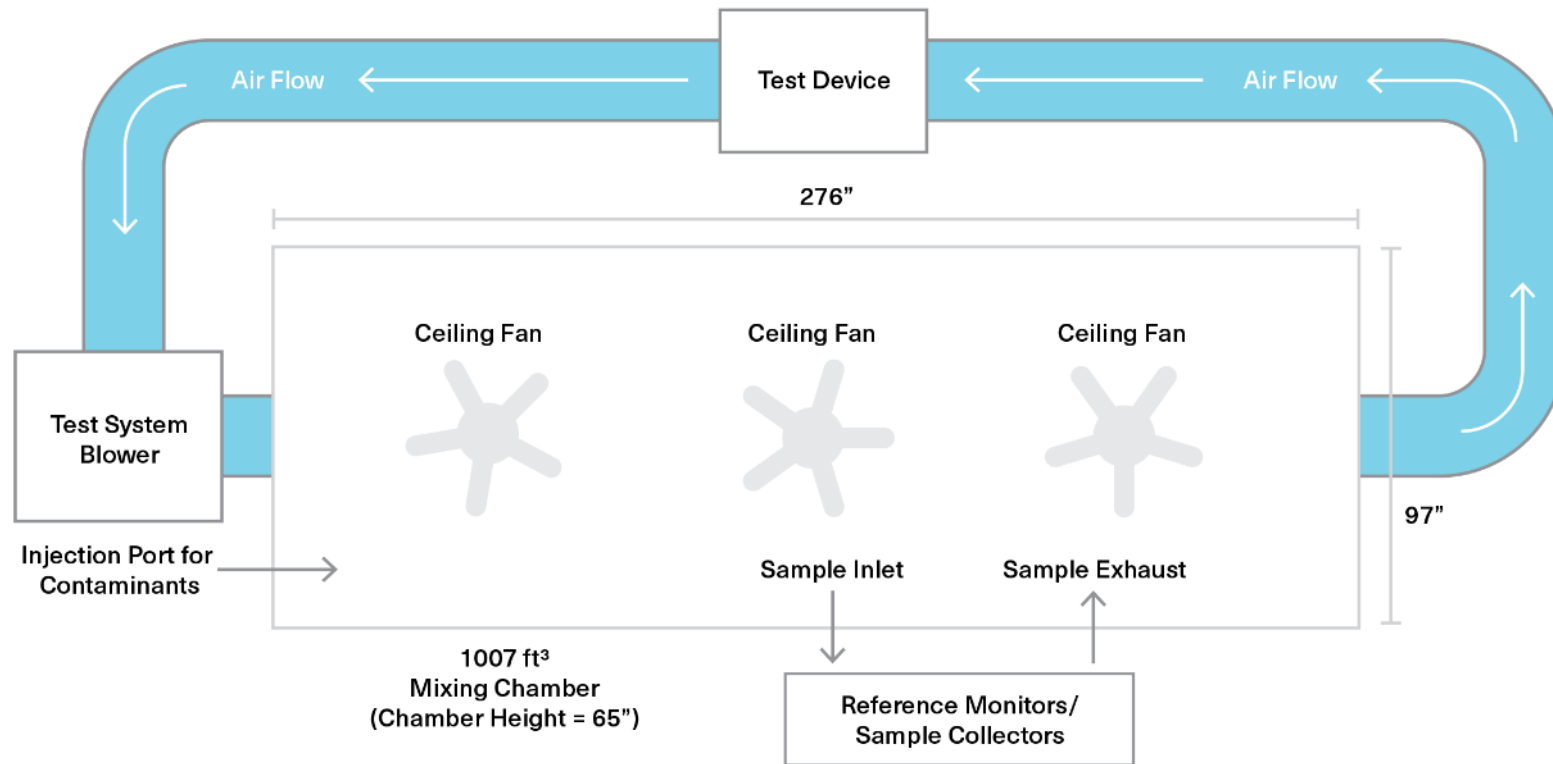 Air Flow
Test Device
Air Flow
276”
Ceiling Fan
Ceiling Fan
Ceiling Fan
Test System
Blower
97”
Injection Port for
Contaminants
Sample Inlet
Sample Exhaust
1007 ft³
Mixing Chamber
(Chamber Height = 65”)
Reference Monitors/
Sample Collectors